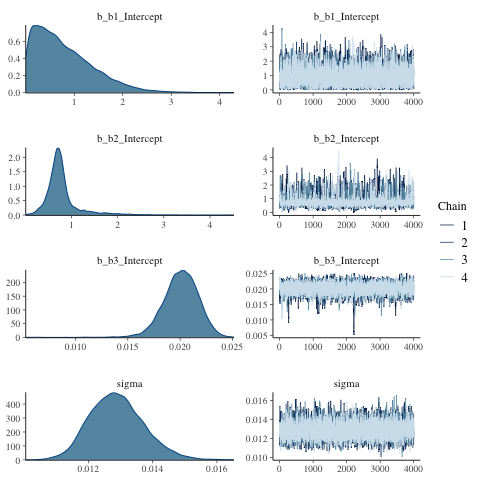 b_b1_Intercept
0.6
0.4
0.2
0.0
1 2 3 4
b_b1_Intercept
4
3
2
1
0
0 1000 2000 3000 4000
b_b2_Intercept
2.0
1.5
1.0
0.5
0.0
1 2 3 4
b_b2_Intercept
4
3
2
1
0
0 1000 2000 3000 4000
b_b3_Intercept
200
150
100
50
0
0.010 0.015 0.020 0.025
b_b3_Intercept
0.025
0.020
0.015
0.010
0.005
0 1000 2000 3000 4000
sigma
400
300
200
100
0
0.012 0.014 0.016
sigma
0.016
0.014
0.012
0.010
0 1000 2000 3000 4000
Chain
1
2
3
4